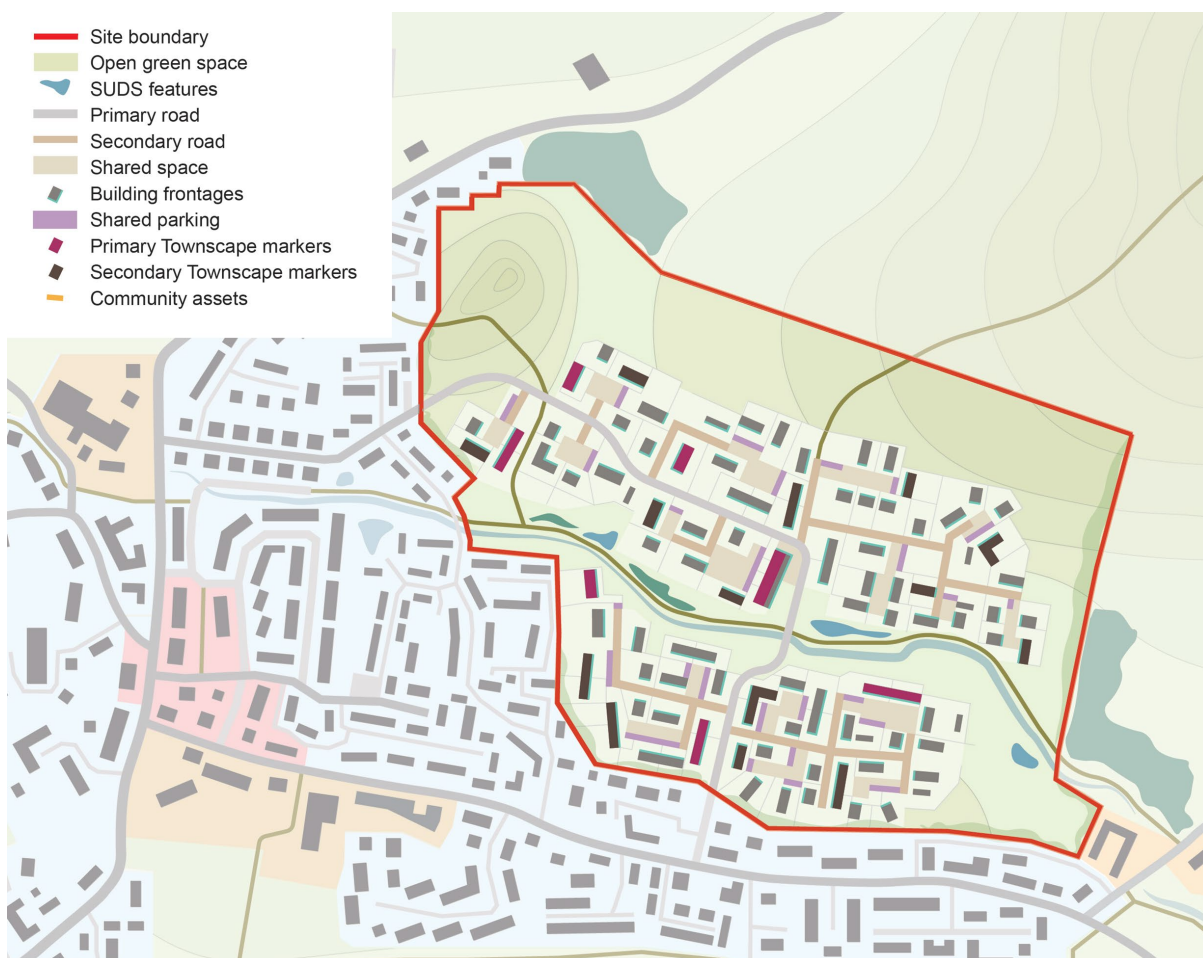 Site boundary
Open green space
SUDS features
Primary road
Secondary road
Shared space
Building frontages
Shared parking
Primary Townscape markers
Secondary Townscape markers
Community assets